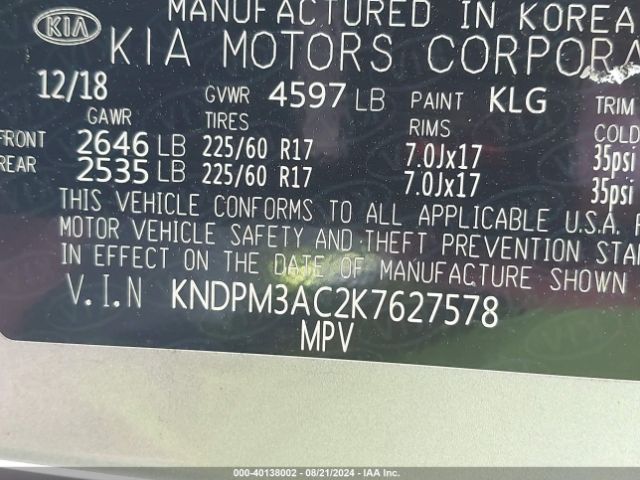 MANUFACTURED IN KOREA
KIA KIA MOTORS CORPORA
12/18 GVWR 4597 LB PAINT KLG TRIM
GAWR TIRES RIMS COLD
FRONT 2646 LB 225/60 R17 7.0Jx17 35psi
REAR 2535 LB 225/60 R17 7.0Jx17 35psi
THIS VEHICLE CONFORMS TO ALL APPLICABLE U.S.A.
MOTOR VEHICLE SAFETY AND THEFT PREVENTION STAN
IN EFFECT ON THE DATE OF MANUFACTURE SHOWN
V.I.N KNDPM3AC2K7627578
MPV
000-40138002 - 08/21/2024 - IAA Inc.